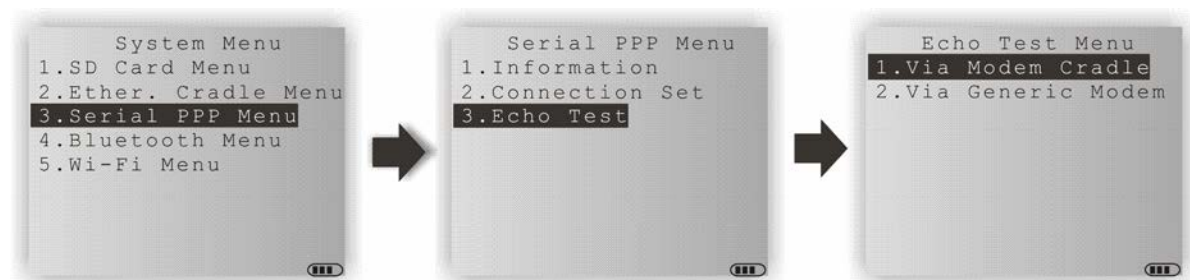 System Menu
1.SD Card Menu
2.Ether. Cradle Menu
3.Serial PPP Menu
4.Bluetooth Menu
5.Wi-Fi Menu
Serial PPP Menu
1.Information
2.Connection Set
3.Echo Test
Echo Test Menu
1.Via Modem Cradle
2.Via Generic Modem